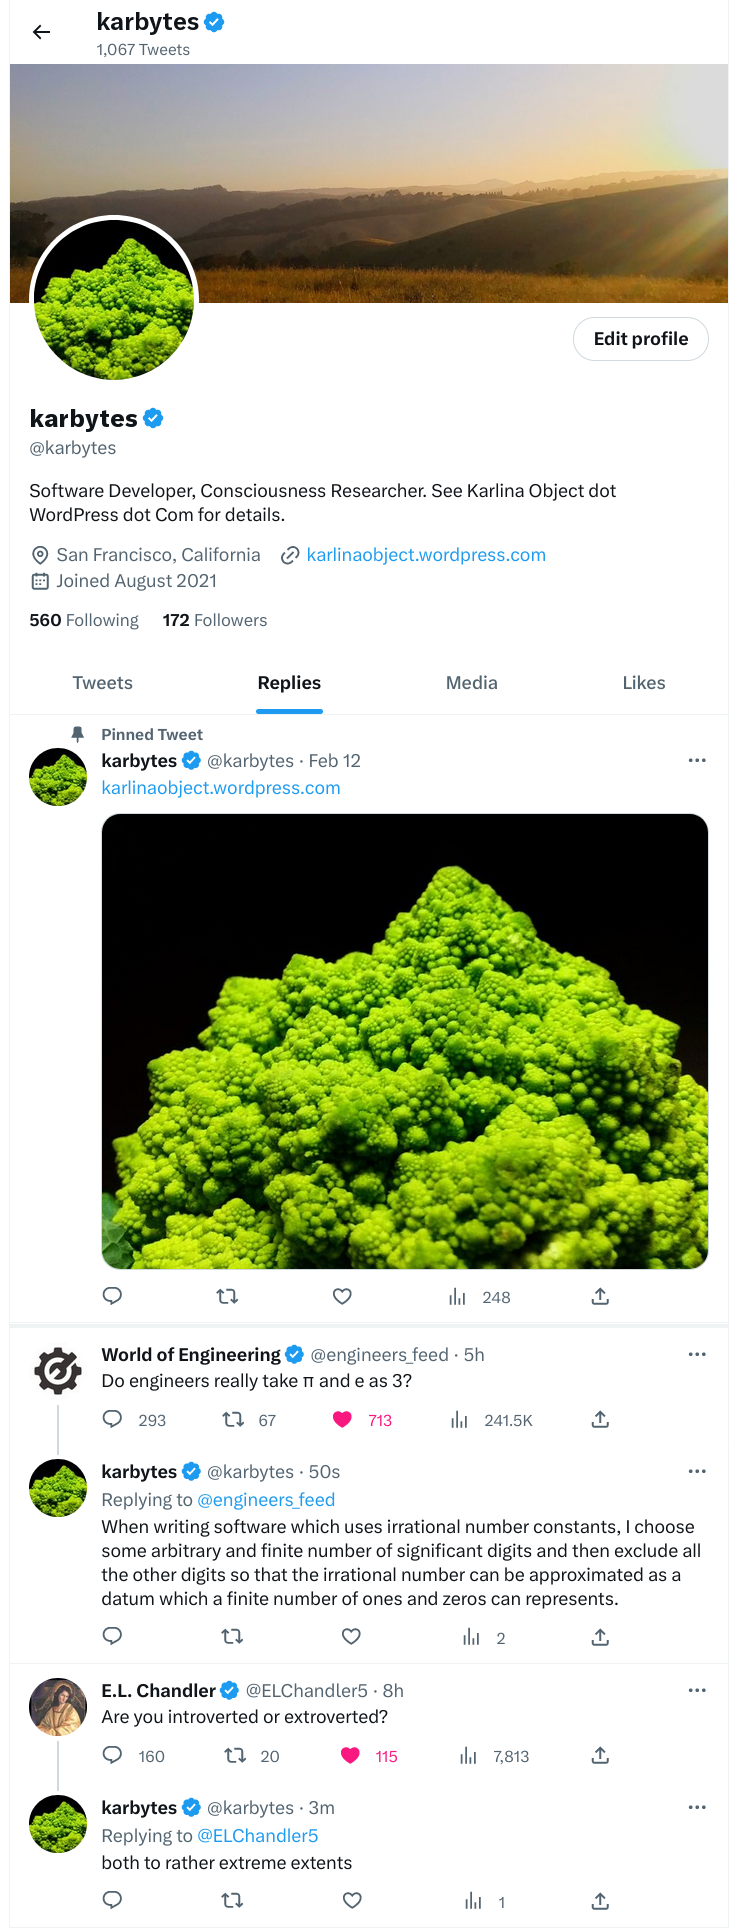 karbytes
1,067 Tweets
Edit profile
karbytes
@karbytes
Software Developer, Consciousness Researcher. See Karlina Object dot
WordPress dot Com for details.
San Francisco, California karlinaobject.wordpress.com
Joined August 2021
560 Following 172 Followers
Tweets Replies Media Likes
Pinned Tweet
karbytes @karbytes · Feb 12
karlinaobject.wordpress.com
248
World of Engineering @engineers_feed · 5h
Do engineers really take π and e as 3?
293 67 713 241.5K
karbytes @karbytes · 50s
Replying to @engineers_feed
When writing software which uses irrational number constants, I choose
some arbitrary and finite number of significant digits and then exclude all
the other digits so that the irrational number can be approximated as a
datum which a finite number of ones and zeros can represents.
2
E.L. Chandler @ELChandler5 · 8h
Are you introverted or extroverted?
160 20 115 7,813
karbytes @karbytes · 3m
Replying to @ELChandler5
both to rather extreme extents
1